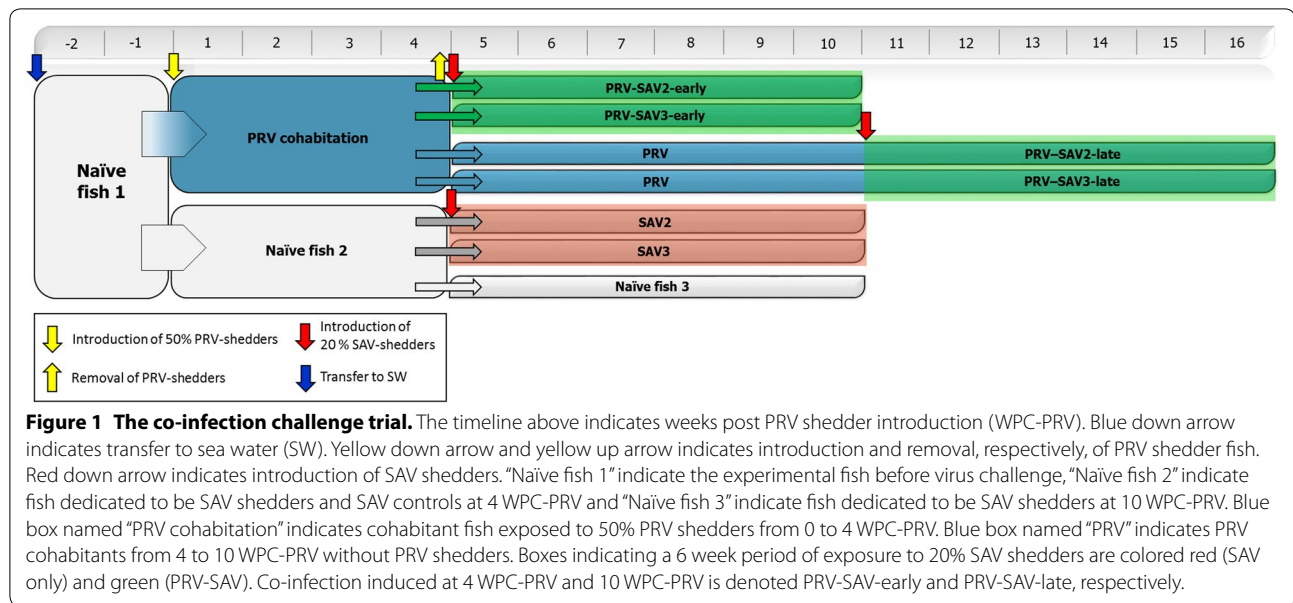 -2 -1 1 2 3 4 5 6 7 8 9 10 11 12 13 14 15 16
PRV-SAV2-early
PRV-SAV3-early
PRV cohabitation
PRV PRV–SAV2-late
PRV PRV–SAV3-late
Naïve
fish 1
SAV2
Naïve fish 2
SAV3
Naïve fish 3
Introduction of 50% PRV-shedders
Introduction of
20 % SAV-shedders
Removal of PRV-shedders
Transfer to SW
Figure 1 The co-infection challenge trial. The timeline above indicates weeks post PRV shedder introduction (WPC-PRV). Blue down arrow
indicates transfer to sea water (SW). Yellow down arrow and yellow up arrow indicates introduction and removal, respectively, of PRV shedder fish.
Red down arrow indicates introduction of SAV shedders. “Naïve fish 1” indicate the experimental fish before virus challenge, “Naïve fish 2” indicate
fish dedicated to be SAV shedders and SAV controls at 4 WPC-PRV and “Naïve fish 3” indicate fish dedicated to be SAV shedders at 10 WPC-PRV. Blue
box named “PRV cohabitation” indicates cohabitant fish exposed to 50% PRV shedders from 0 to 4 WPC-PRV. Blue box named “PRV” indicates PRV
cohabitants from 4 to 10 WPC-PRV without PRV shedders. Boxes indicating a 6 week period of exposure to 20% SAV shedders are colored red (SAV
only) and green (PRV-SAV). Co-infection induced at 4 WPC-PRV and 10 WPC-PRV is denoted PRV-SAV-early and PRV-SAV-late, respectively.